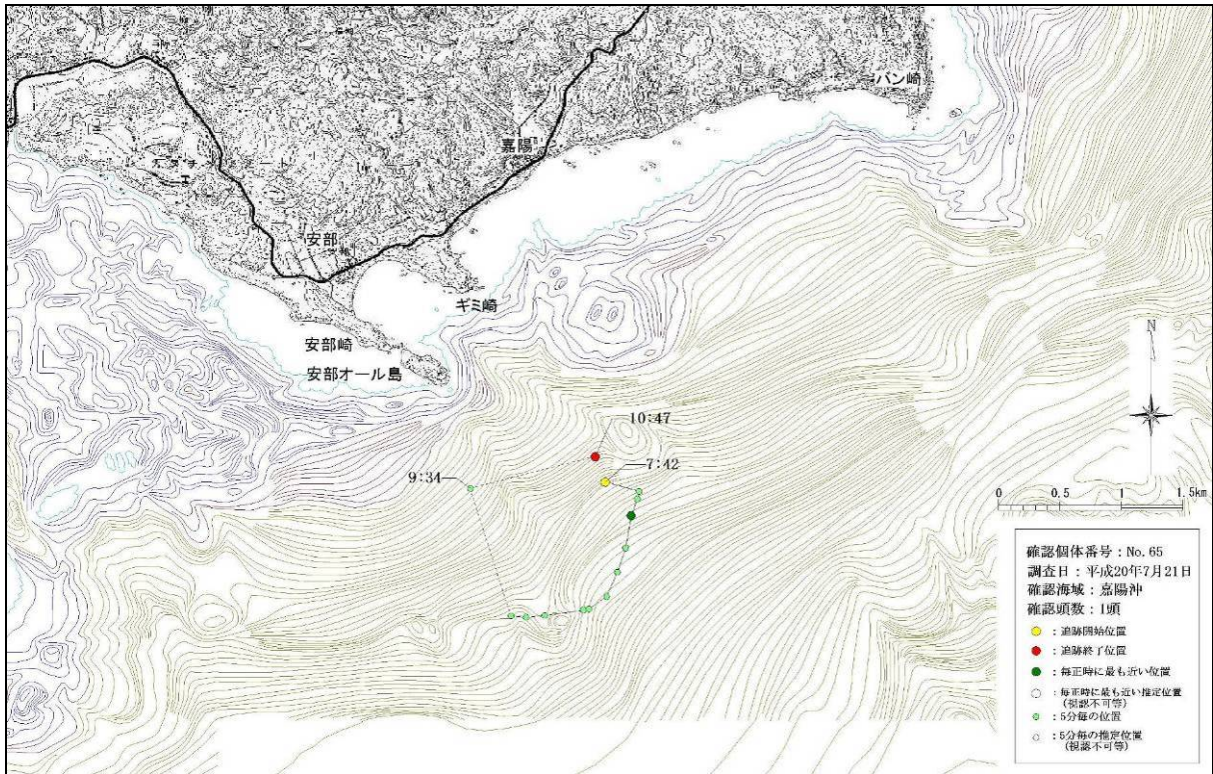 バン崎
嘉陽
安部
ギミ崎
安部崎
安部オール島
10:47
7:42
9:34
N
0 0.5 1 1.5km
確認個体番号：No.65
調査日：平成20年7月21日
確認海域：嘉陽沖
確認頭数：1頭
：追跡開始位置
：追跡終了位置
：毎正時に最も近い位置
：毎正時に最も近い推定位置
(視認不可等)
：5分毎の位置
：5分毎の推定位置
(視認不可等)